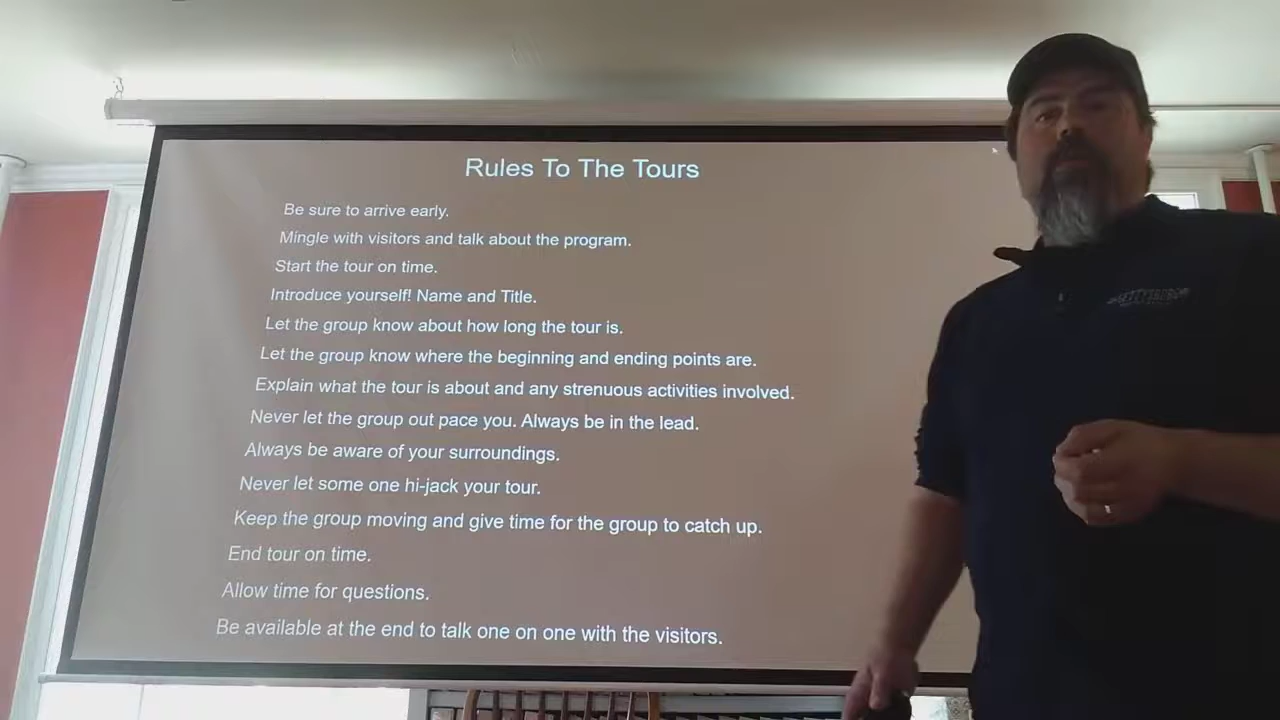 Rules To The Tours
Be sure to arrive early.
Mingle with visitors and talk about the program.
Start the tour on time.
Introduce yourself! Name and Title.
Let the group know about how long the tour is.
Let the group know where the beginning and ending points are.
Explain what the tour is about and any strenuous activities involved.
Never let the group out pace you. Always be in the lead.
Always be aware of your surroundings.
Never let some one hi-jack your tour.
Keep the group moving and give time for the group to catch up.
End tour on time.
Allow time for questions.
Be available at the end to talk one on one with the visitors.